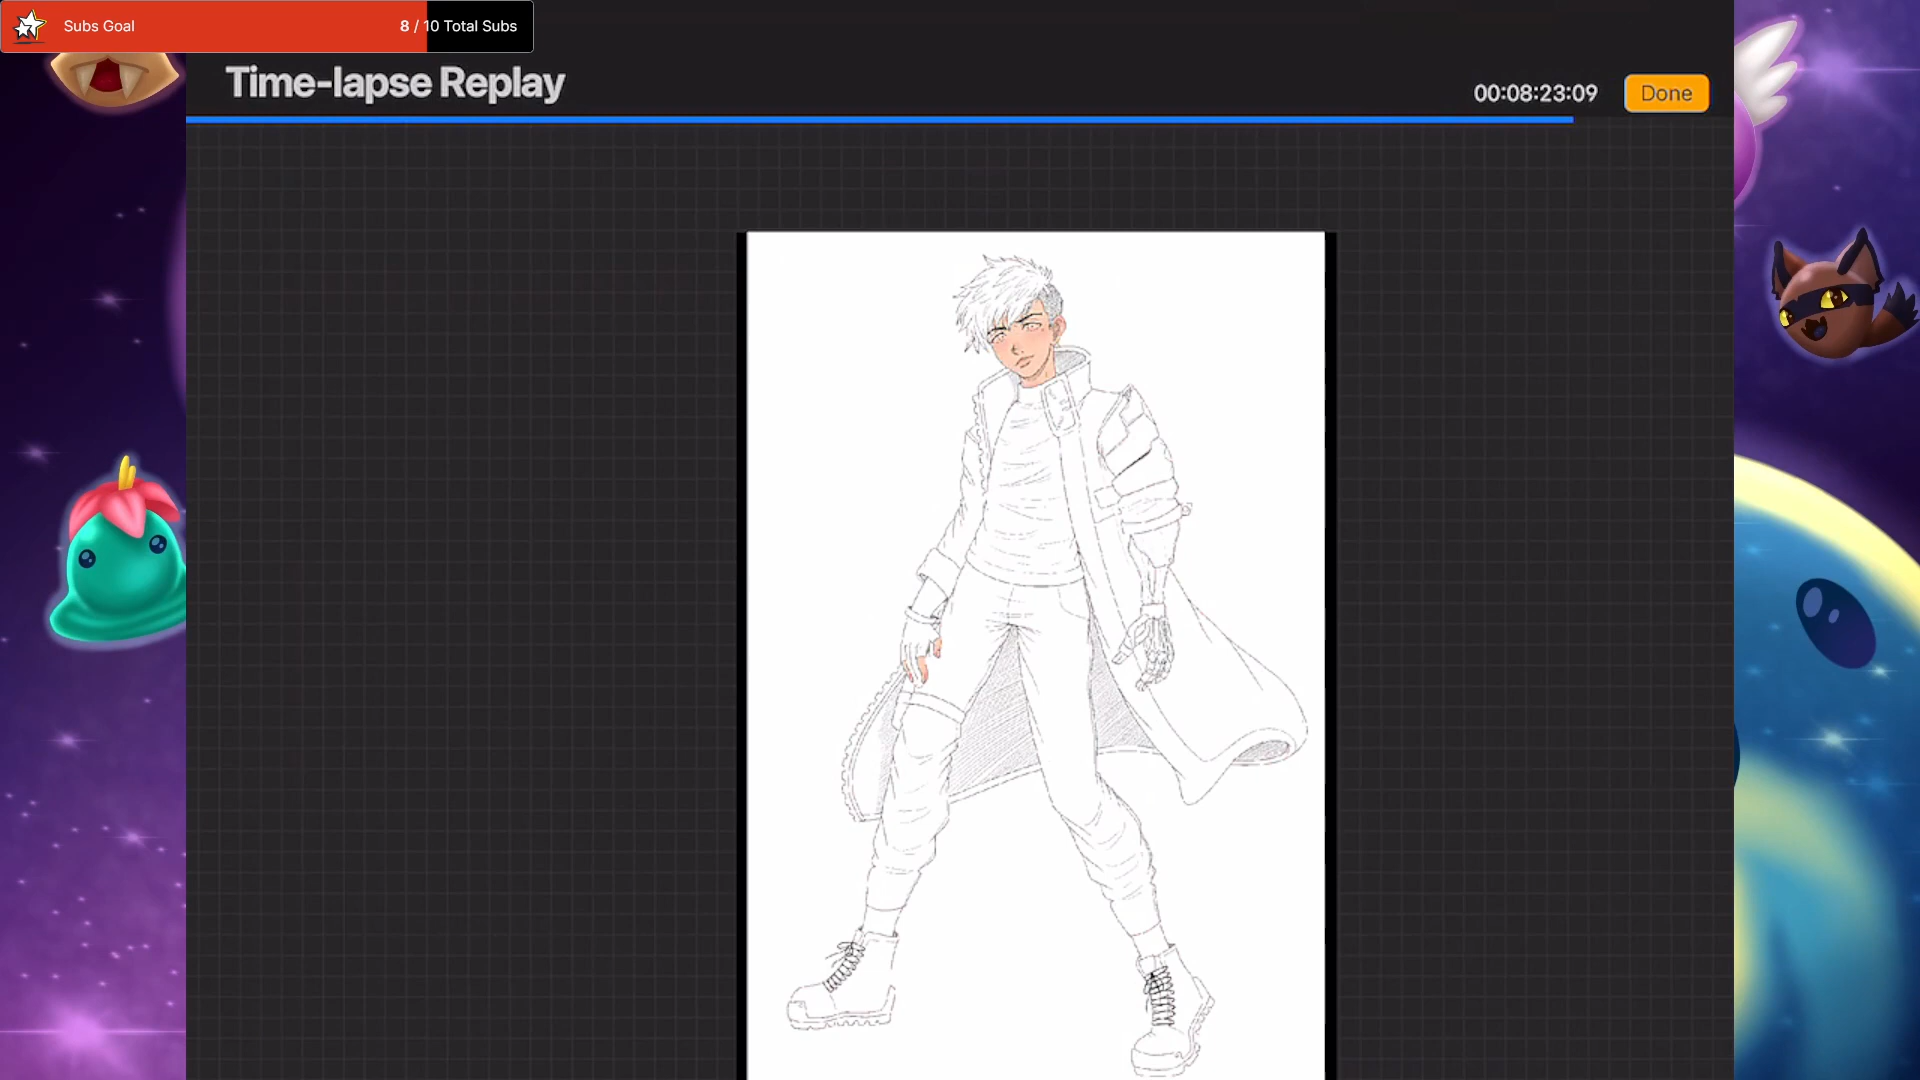 Subs Goal 8 / 10 Total Subs
Time-lapse Replay
00:08:23:09 Done